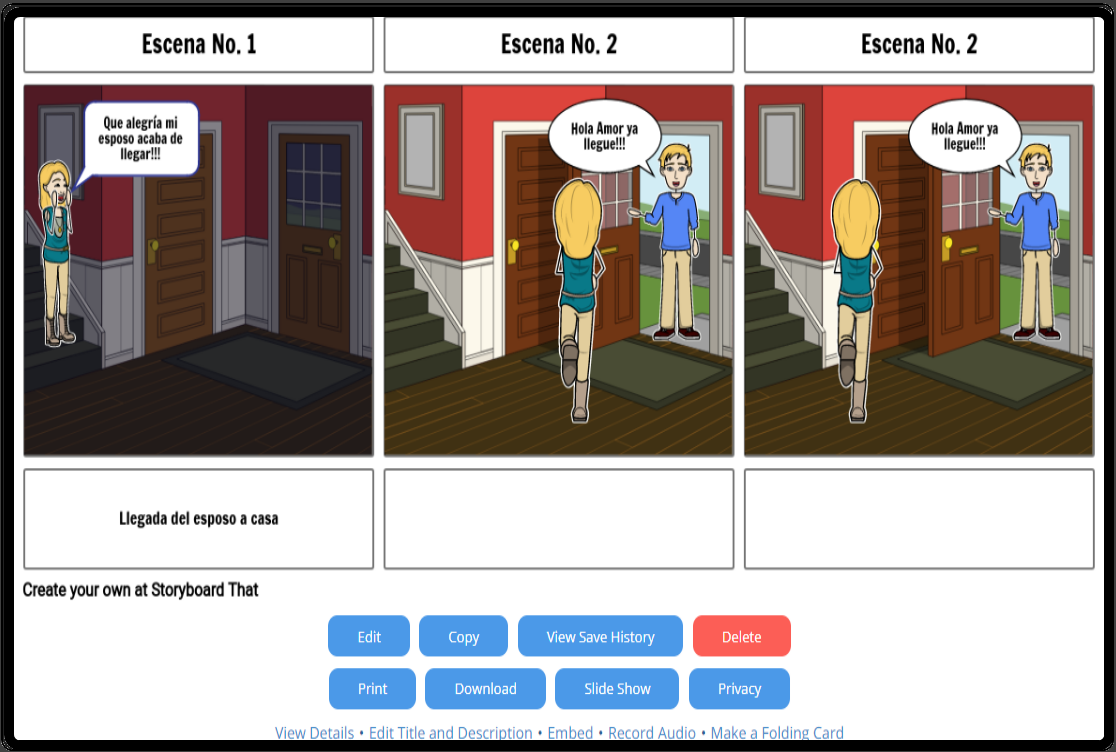 Escena No. 1
Escena No. 2
Escena No. 2
Que alegría mi
esposo acaba de
llegar!!!
Hola Amor ya
llegue!!!
Hola Amor ya
llegue!!!
Llegada del esposo a casa
Create your own at Storyboard That
Edit
Copy
View Save History
Delete
Print
Download
Slide Show
Privacy
View Details • Edit Title and Description • Embed • Record Audio • Make a Folding Card